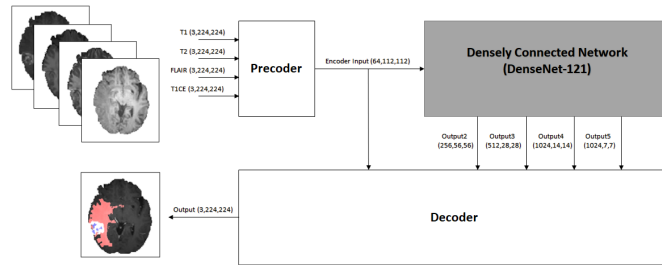 T1 (3,224,224)
T2 (3,224,224)
FLAIR (3,224,224)
T1CE (3,224,224)
Precoder
Encoder Input (64,112,112)
Densely Connected Network
(DenseNet-121)
Output2
(256,56,56)
Output3
(512,28,28)
Output4
(1024,14,14)
Output5
(1024,7,7)
Output (3,224,224)
Decoder